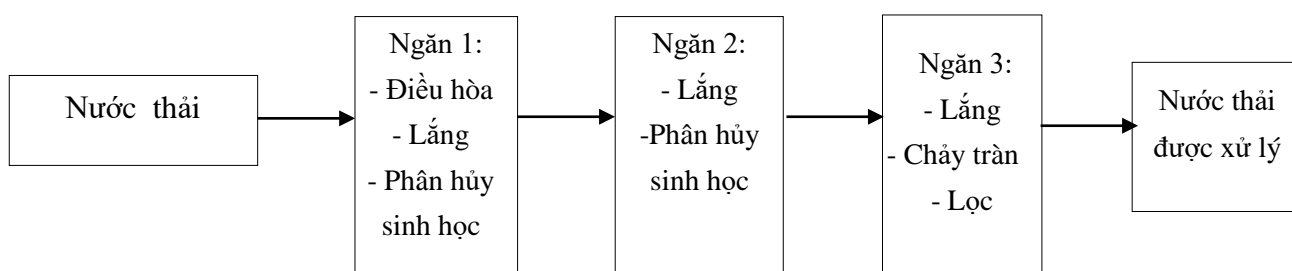 Nước thải
Ngăn 1:
- Điều hòa
- Lắng
- Phân hủy
sinh học
Ngăn 2:
- Lắng
-Phân hủy
sinh học
Ngăn 3:
- Lắng
- Chảy tràn
- Lọc
Nước thải
được xử lý